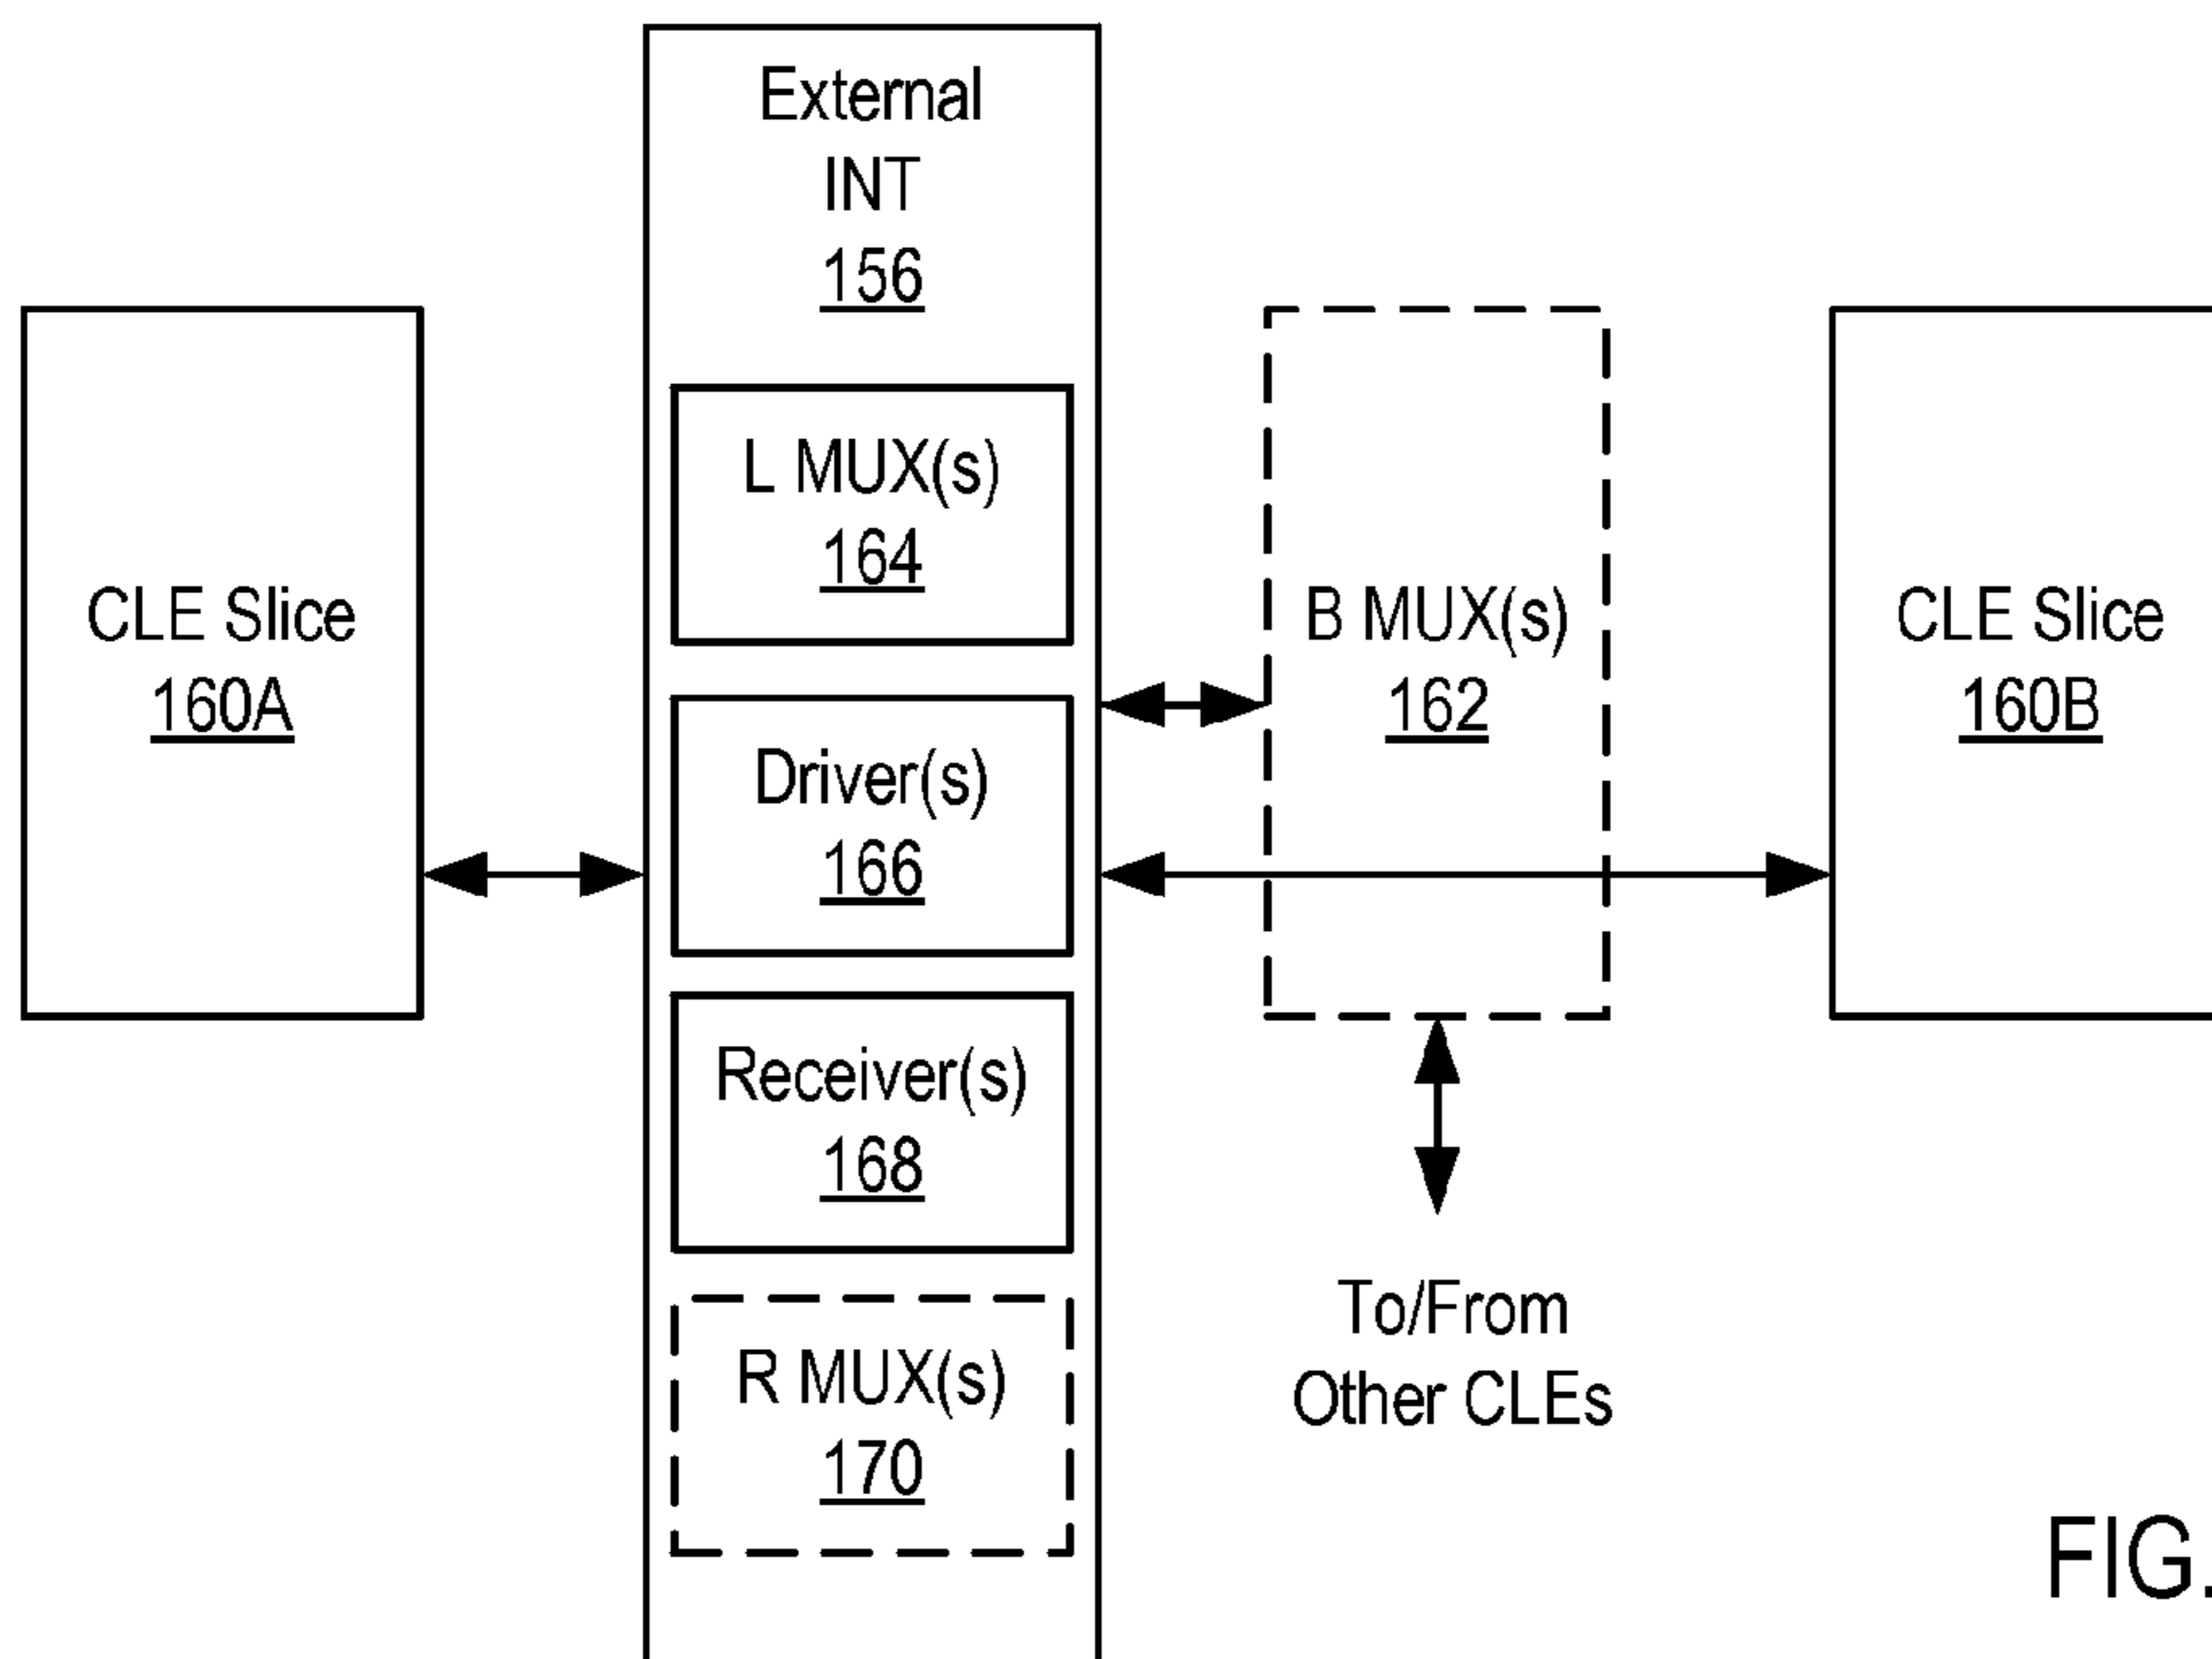 External
INT
156
L MUX(s)
164
CLE Slice
160A
B MUX(s)
162
CLE Slice
160B
Driver(s)
166
Receiver(s)
168
R MUX(s)
170
To/From
Other CLEs
FIG.